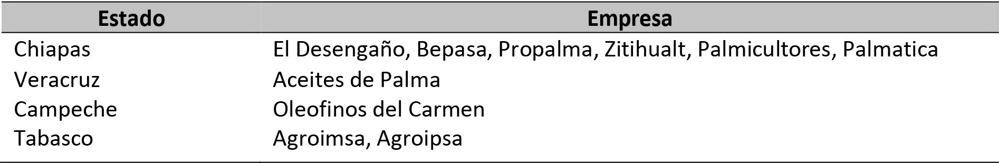 Estado Empresa
Chiapas El Desengaño, Bepasa, Propalma, Zitihualt, Palmicultores, Palmatica
Veracruz Aceites de Palma
Campeche Oleofinos del Carmen
Tabasco Agroimsa, Agroipsa